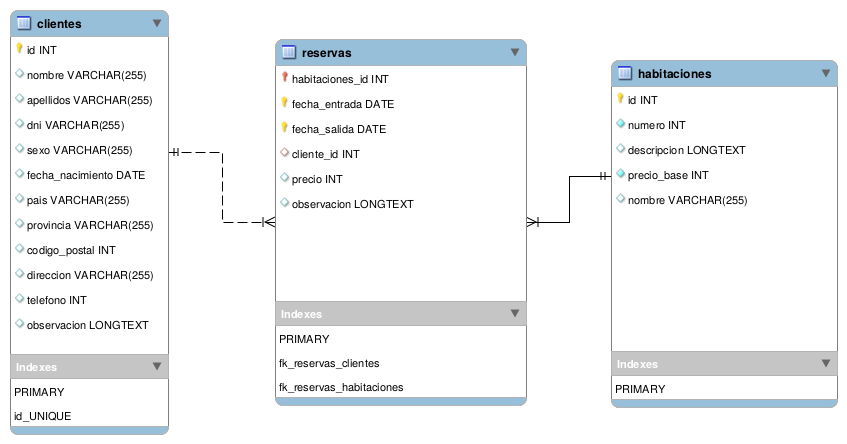 clientes
id INT
nombre VARCHAR(255)
apellidos VARCHAR(255)
dni VARCHAR(255)
sexo VARCHAR(255)
fecha_nacimiento DATE
pais VARCHAR(255)
provincia VARCHAR(255)
codigo_postal INT
direccion VARCHAR(255)
telefono INT
observacion LONGTEXT
Indexes
PRIMARY
id_UNIQUE
reservas
habitaciones_id INT
fecha_entrada DATE
fecha_salida DATE
cliente_id INT
precio INT
observacion LONGTEXT
Indexes
PRIMARY
fk_reservas_clientes
fk_reservas_habitaciones
habitaciones
id INT
numero INT
descripcion LONGTEXT
precio_base INT
nombre VARCHAR(255)
Indexes
PRIMARY